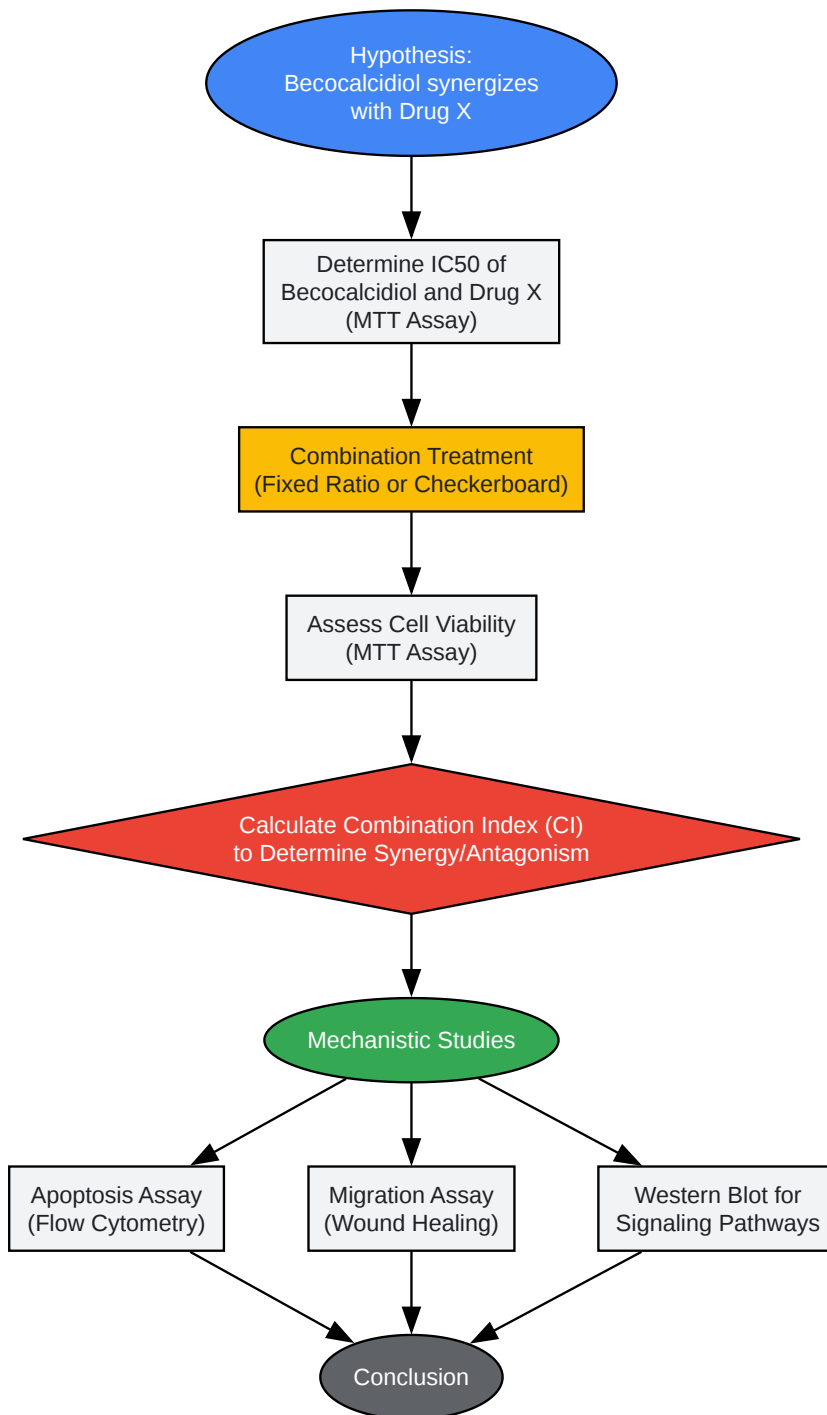 Hypothesis:
Becocalcidiol synergizes
with Drug X
Determine IC50 of
Becocalcidiol and Drug X
(MTT Assay)
Combination Treatment
(Fixed Ratio or Checkerboard)
Assess Cell Viability
(MTT Assay)
Calculate Combination Index (CI)
to Determine Synergy/Antagonism
Mechanistic Studies
Apoptosis Assay
(Flow Cytometry)
Migration Assay
(Wound Healing)
Western Blot for
Signaling Pathways
Conclusion